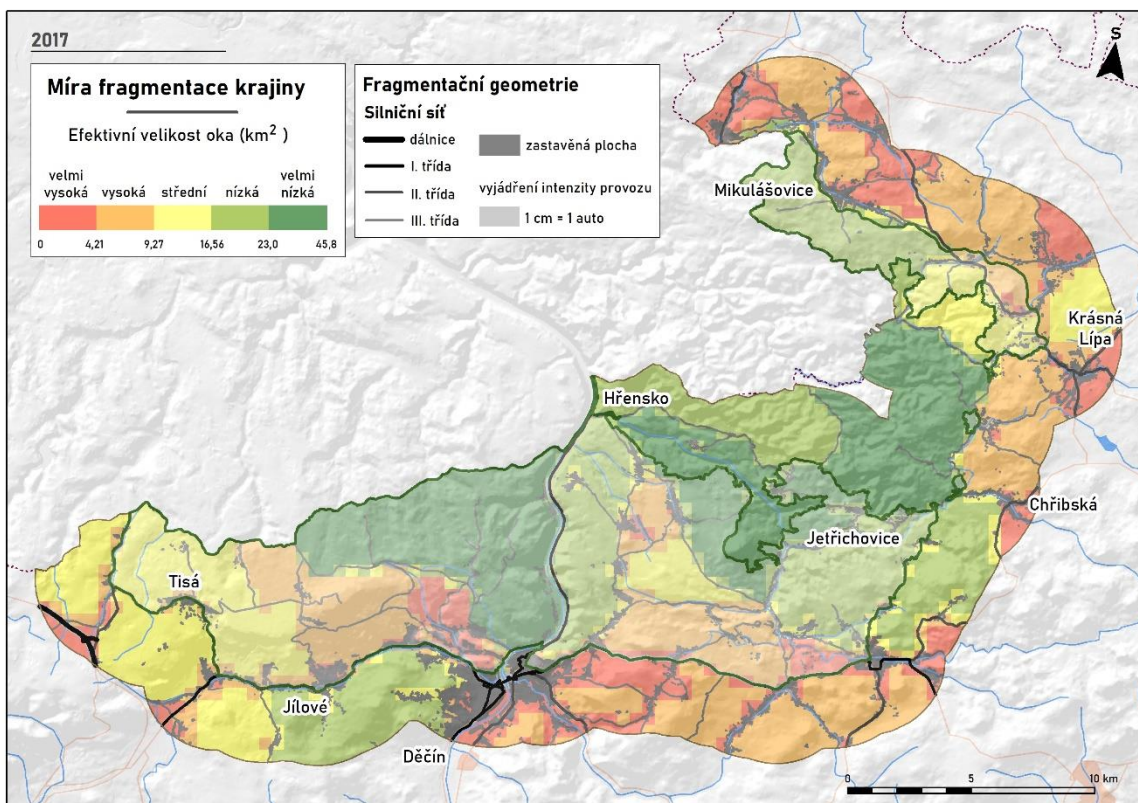 2017
Míra fragmentace krajiny
Efektivní velikost oka (km² )
velmi vysoká
vysoká
střední
nízká
velmi nízká
0 4,21 9,27 16,56 23,0 45,8
Fragmentační geometrie
Silniční síť
dálnice
I. třída
II. třída
III. třída
zastavěná plocha
vyjádření intenzity provozu
1 cm = 1 auto
S
Mikulášovice
Krásná
Lípa
Hřensko
Chřibská
Jetřichovice
Tisá
Jílové
Děčín
0 5 10 km